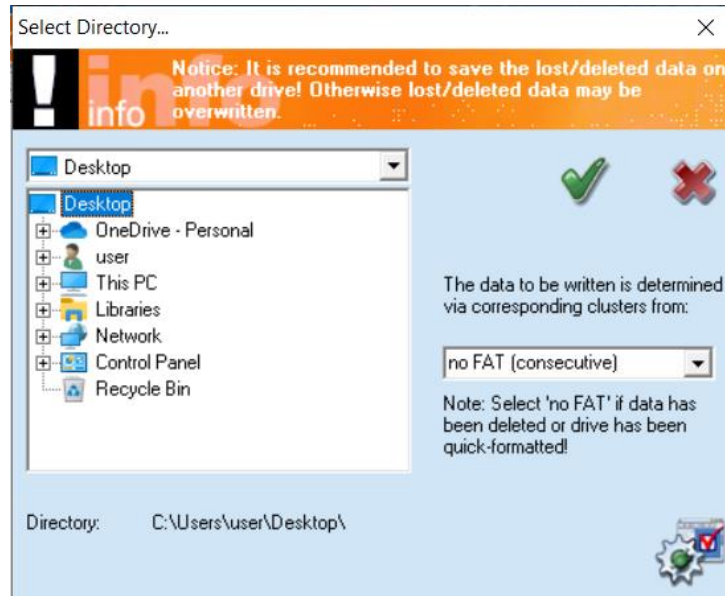 Select Directory...
Notice: It is recommended to save the lost/deleted data on
another drive! Otherwise lost/deleted data may be
overwritten.
info
info
Desktop
Desktop
OneDrive - Personal
user
This PC
Libraries
Network
Control Panel
Recycle Bin
The data to be written is determined
via corresponding clusters from:
no FAT (consecutive)
Note: Select 'no FAT' if data has
been deleted or drive has been
quick-formatted!
Directory: C:\Users\user\Desktop\